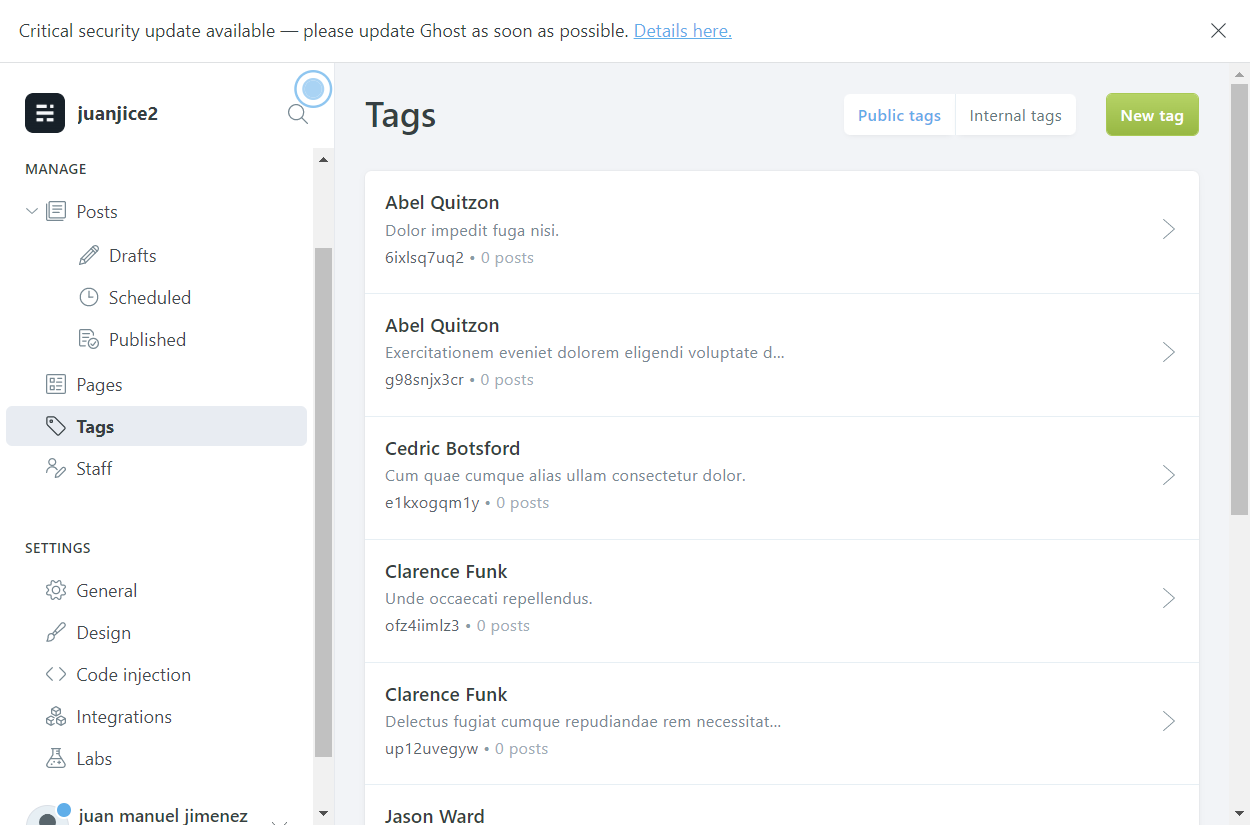 Critical security update available — please update Ghost as soon as possible. Details here.
juanjice2
MANAGE
Posts
Drafts
Scheduled
Published
Pages
Tags
Staff
SETTINGS
General
Design
Code injection
Integrations
Labs
juan manuel jimenez
Tags
Public tags
Internal tags
New tag
Abel Quitzon
Dolor impedit fuga nisi.
6ixlsq7uq2 • 0 posts
Abel Quitzon
Exercitationem eveniet dolorem eligendi voluptate d...
g98snjx3cr • 0 posts
Cedric Botsford
Cum quae cumque alias ullam consectetur dolor.
e1kxogqm1y • 0 posts
Clarence Funk
Unde occaecati repellendus.
ofz4iimlz3 • 0 posts
Clarence Funk
Delectus fugiat cumque repudiandae rem necessitat...
up12uvegyw • 0 posts
Jason Ward